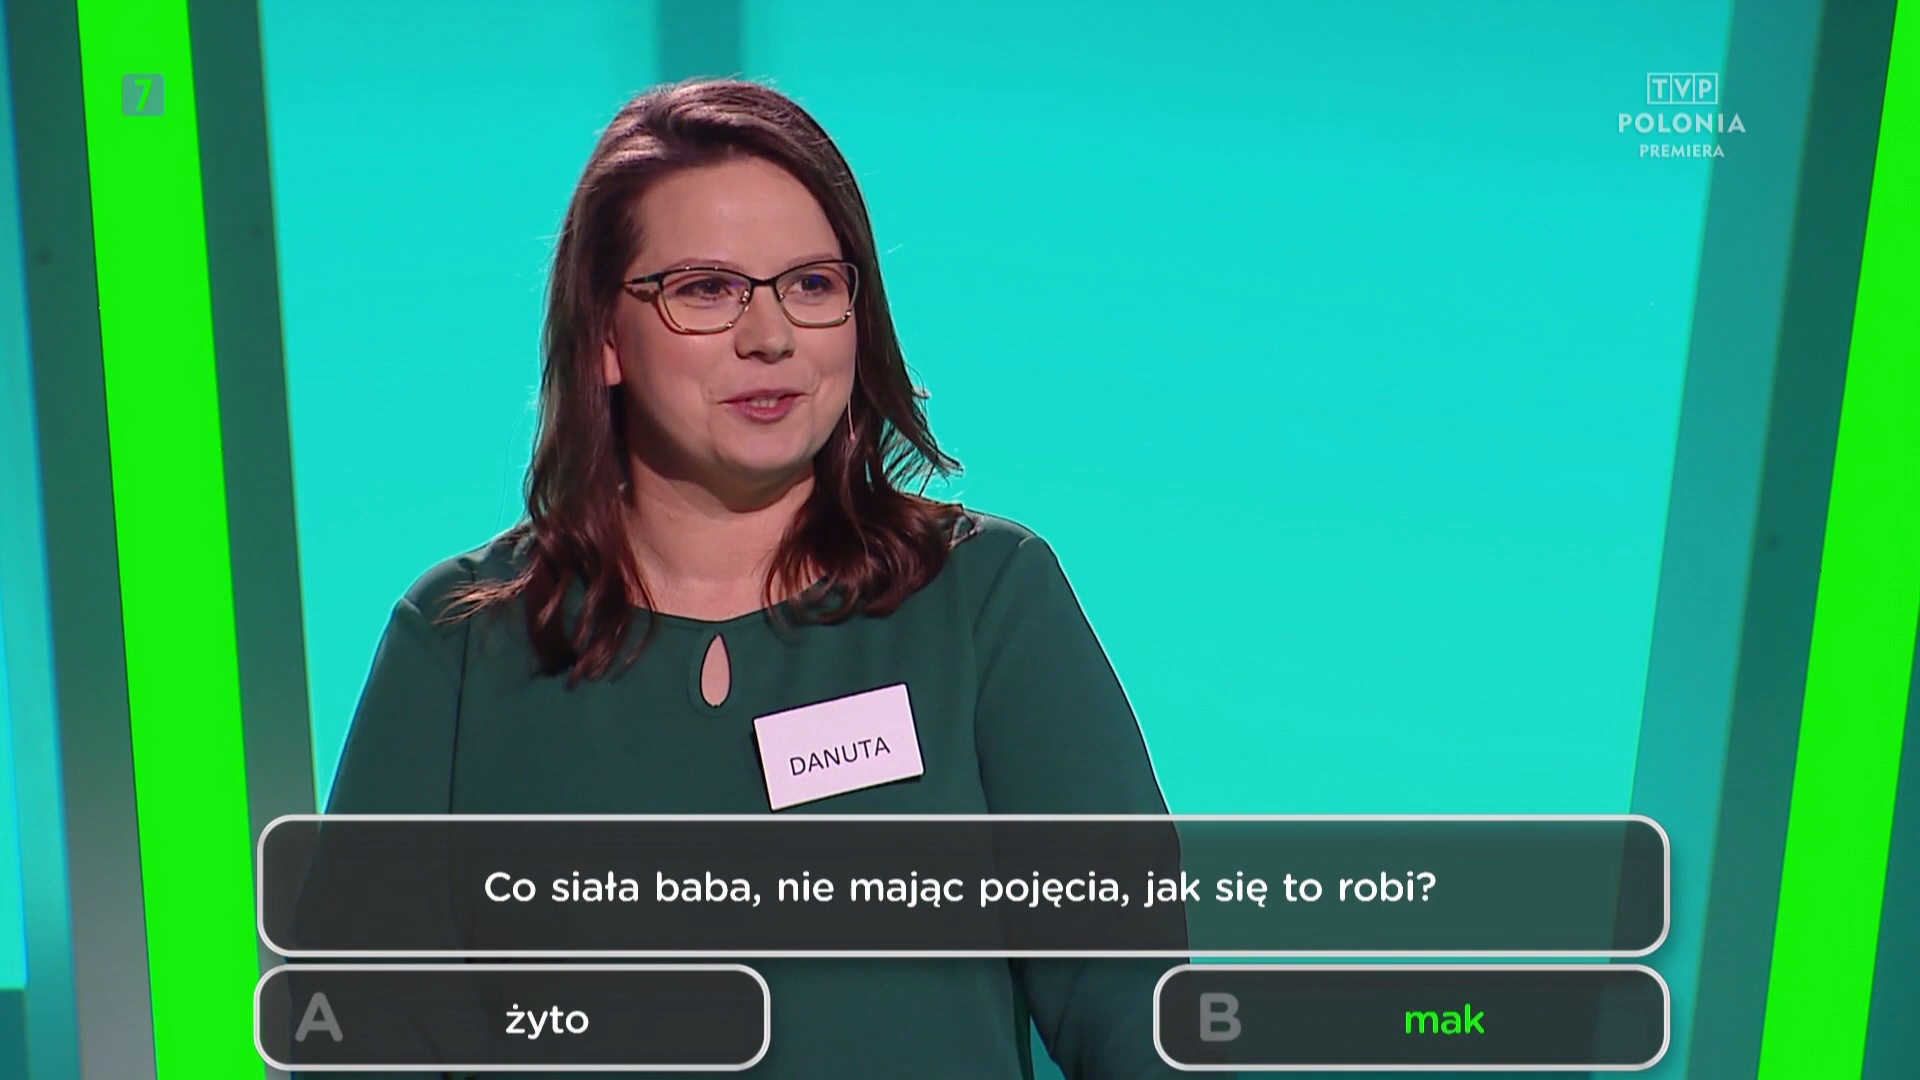 7
TVP
POLONIA
PREMIERA
DANUTA
Co siała baba, nie mając pojęcia, jak się to robi?
A żyto
B mak